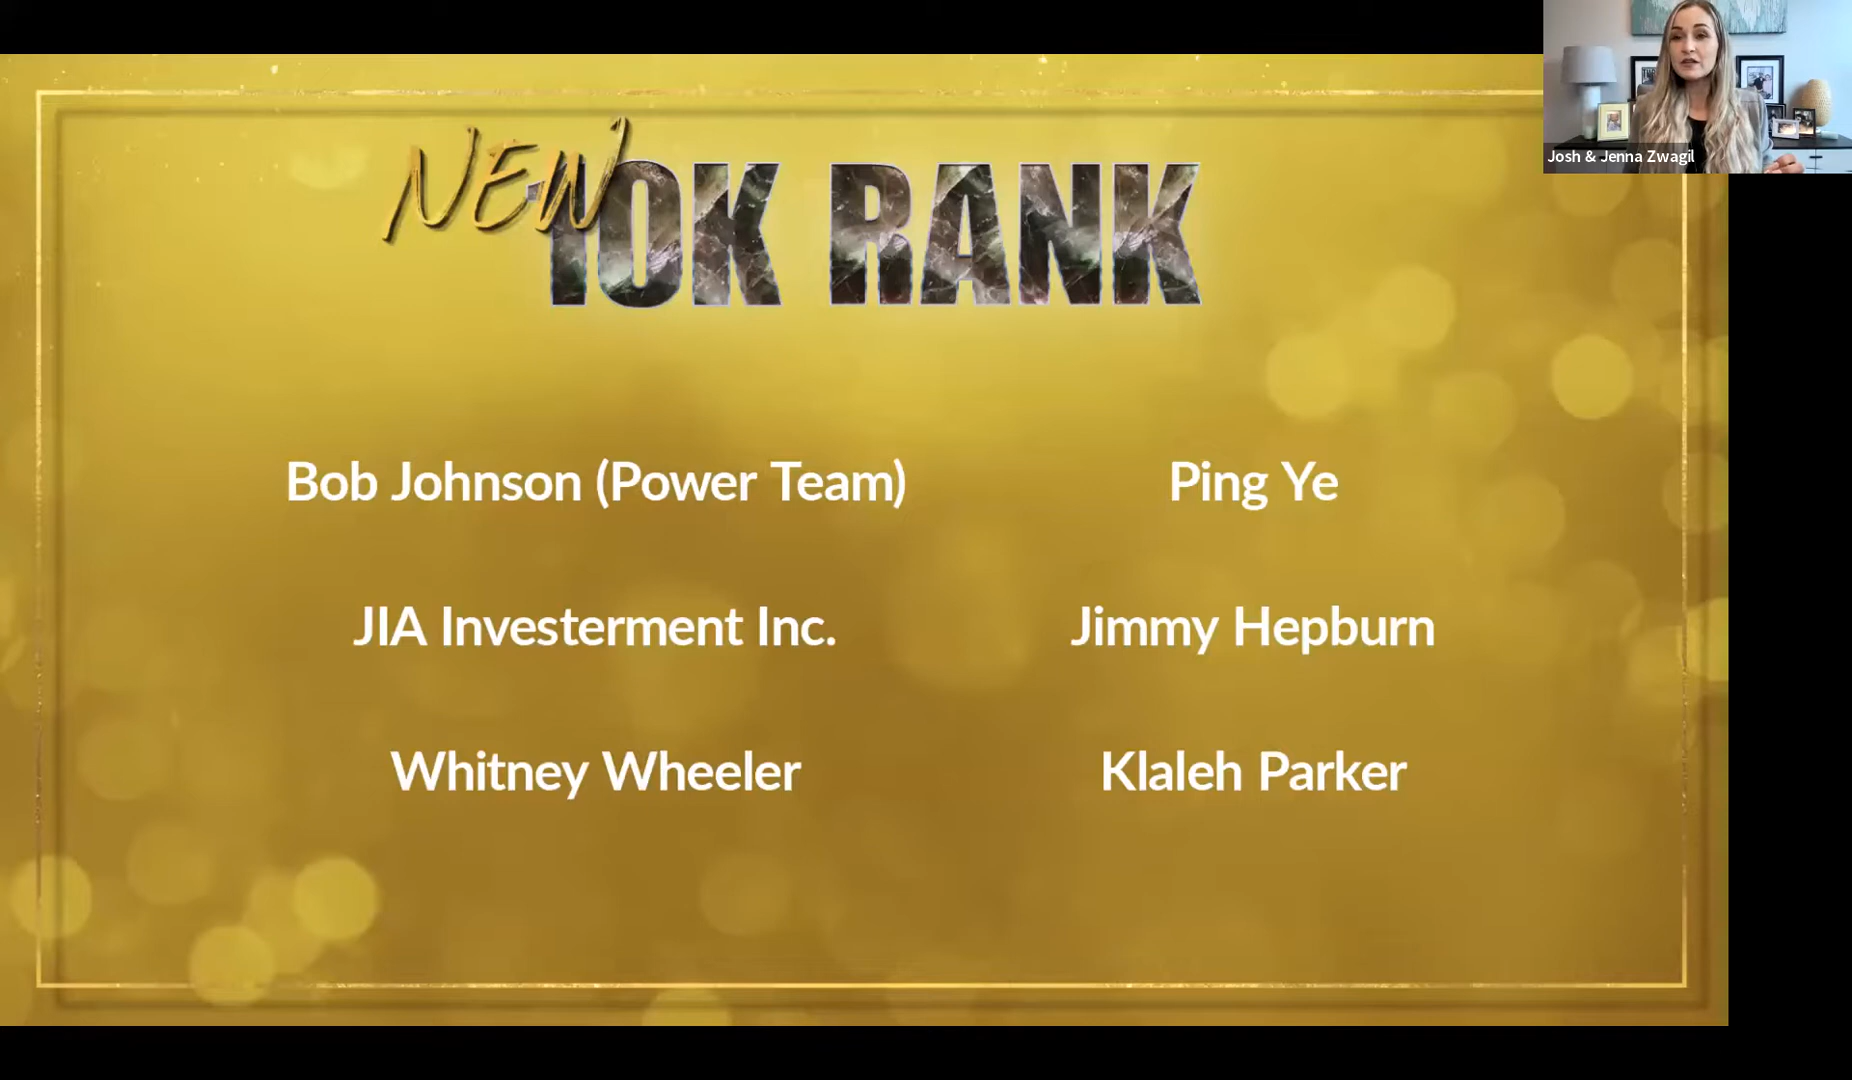 NEW
10K RANK
Josh & Jenna Zwagil
Bob Johnson (Power Team)
Ping Ye
JIA Investerment Inc.
Jimmy Hepburn
Whitney Wheeler
Klaleh Parker